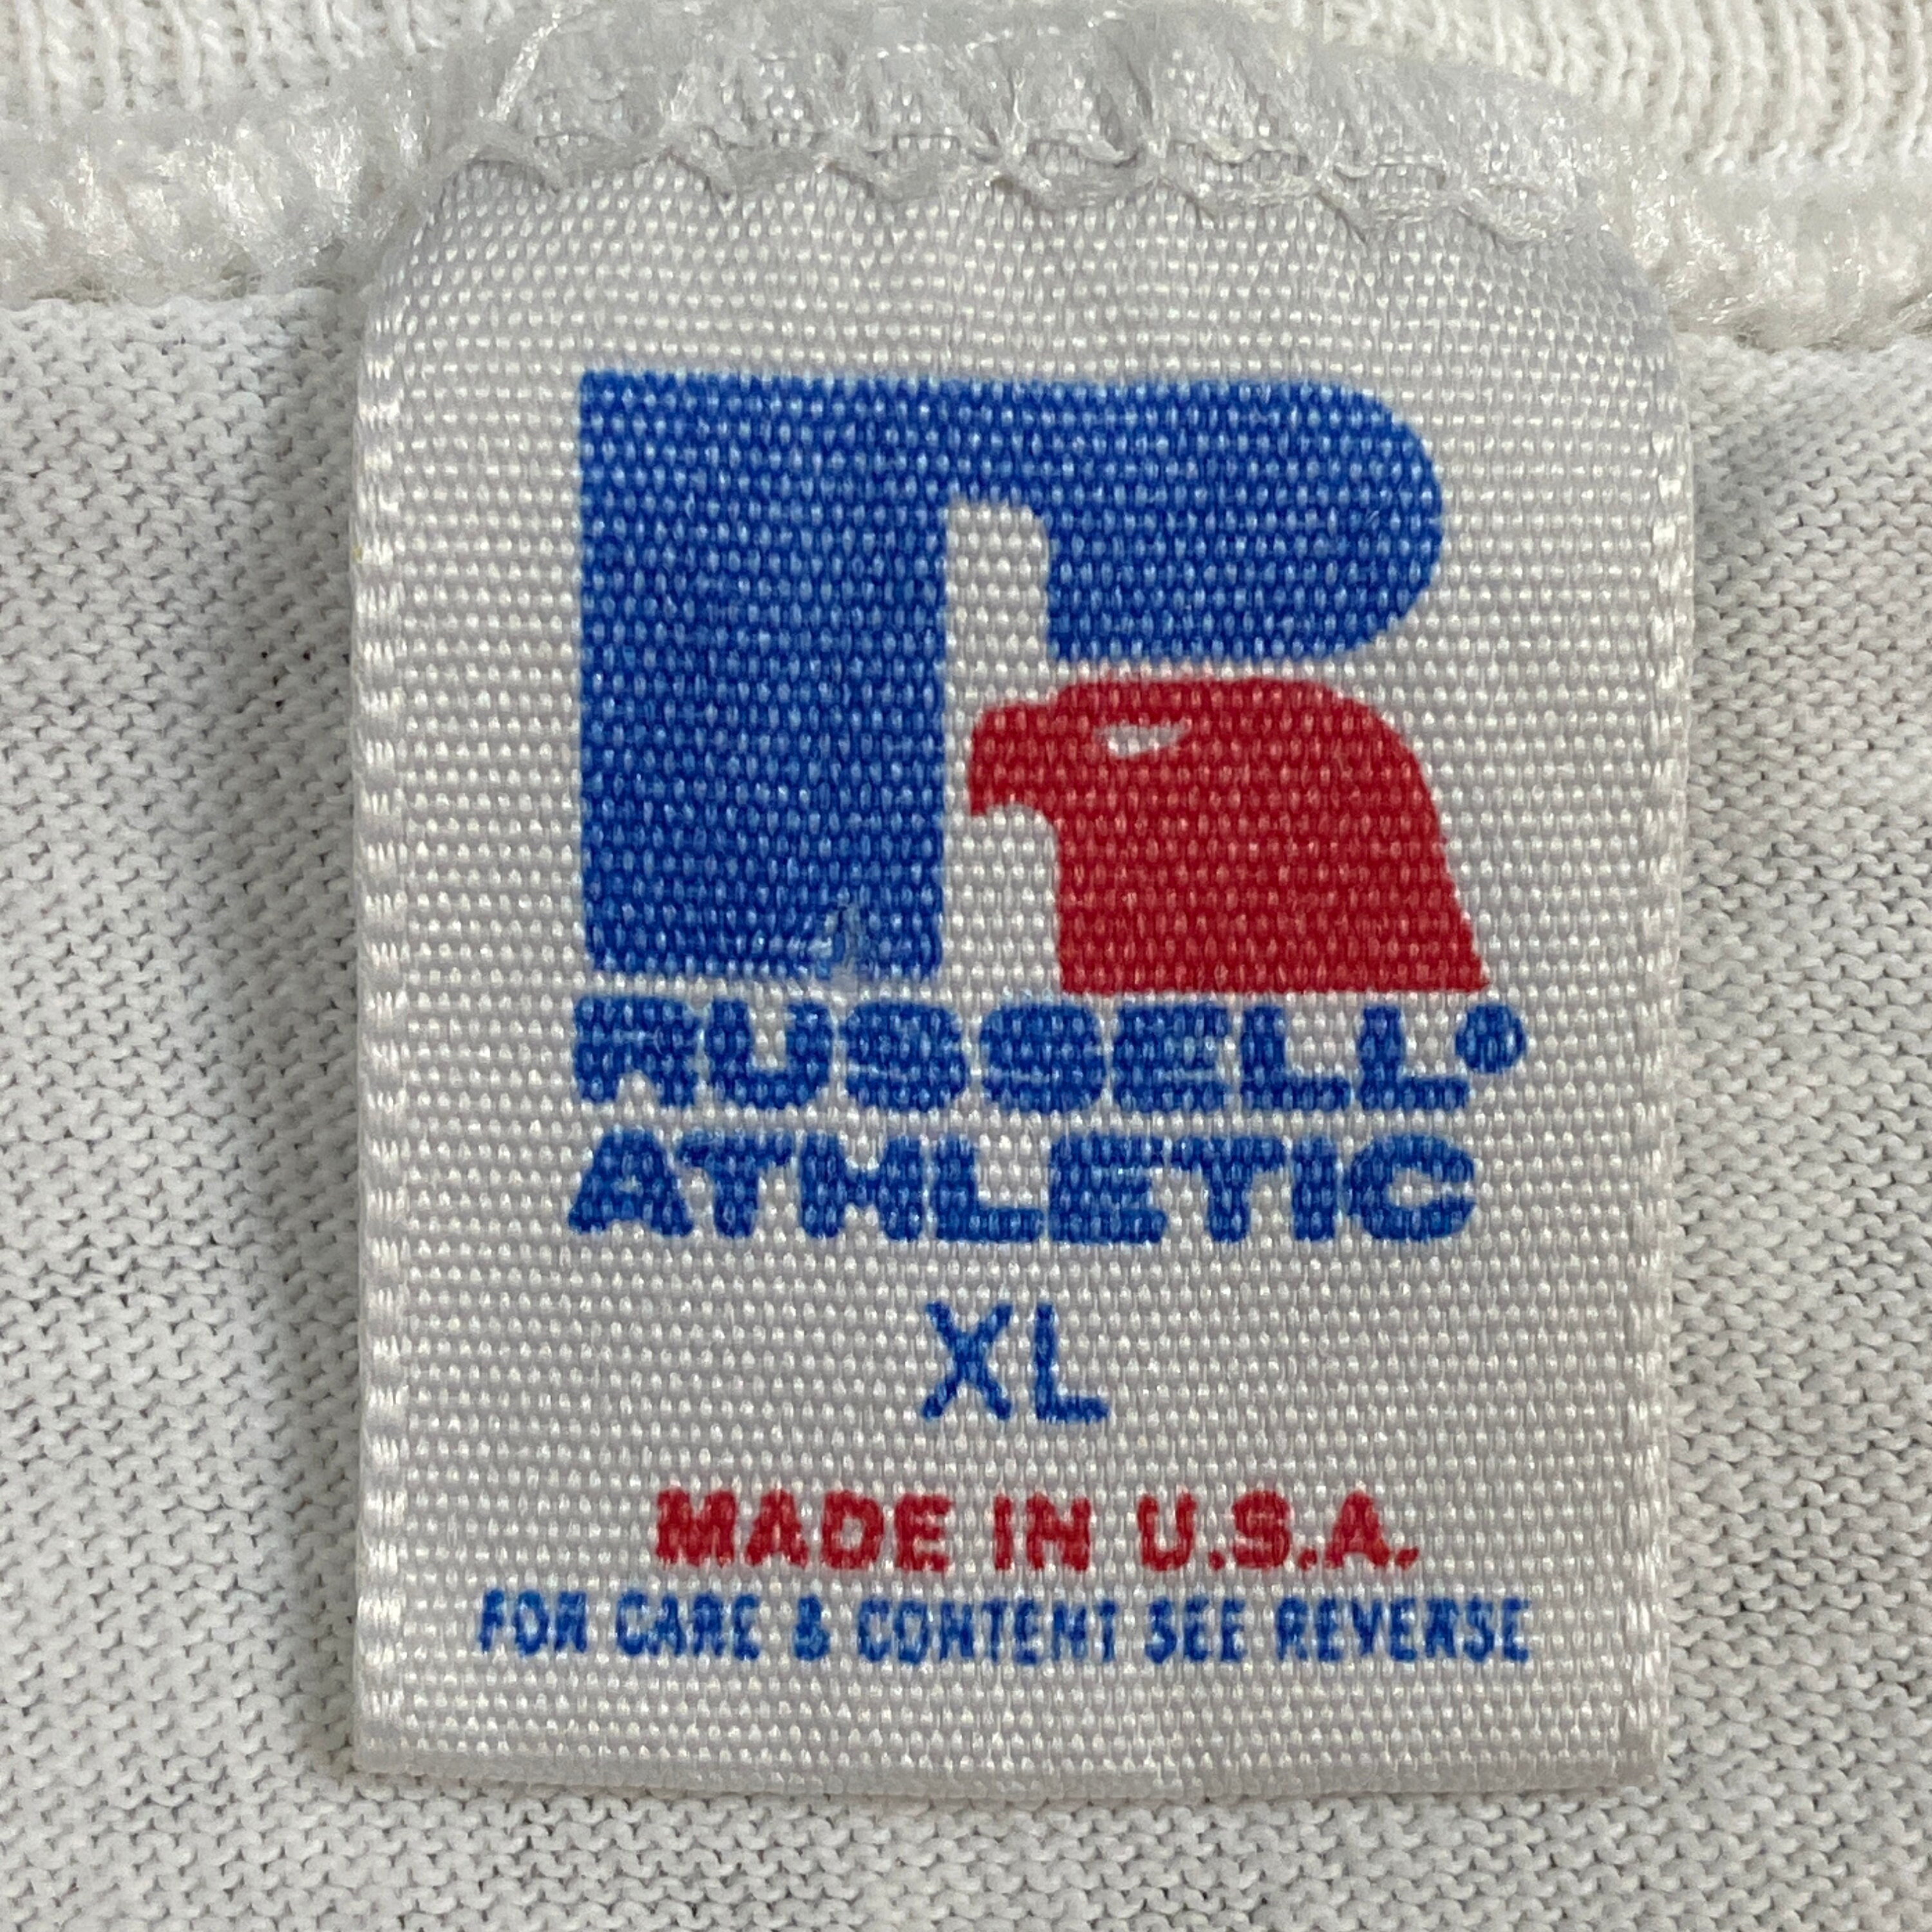 RUSSELL®
ATHLETIC
XL
MADE IN U.S.A.
FOR CARE & CONTENT SEE REVERSE